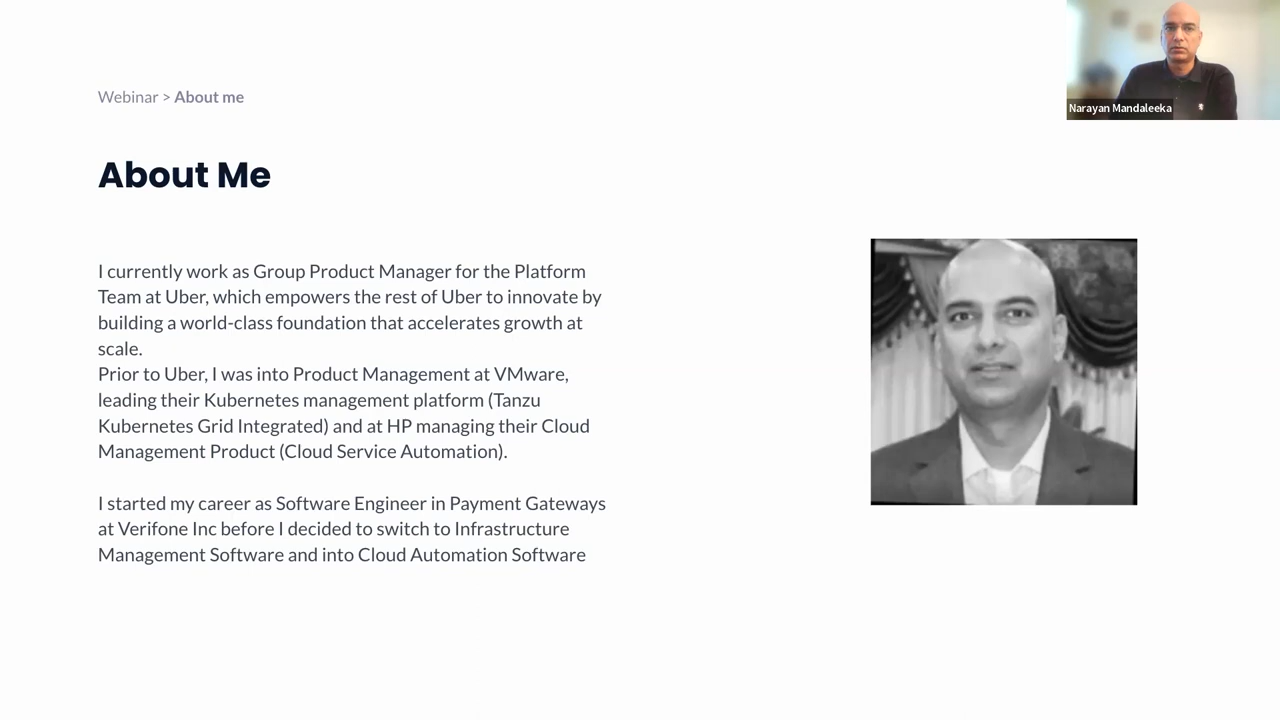 Narayan Mandaleeka
Webinar > About me
About Me
I currently work as Group Product Manager for the Platform
Team at Uber, which empowers the rest of Uber to innovate by
building a world-class foundation that accelerates growth at
scale.
Prior to Uber, I was into Product Management at VMware,
leading their Kubernetes management platform (Tanzu
Kubernetes Grid Integrated) and at HP managing their Cloud
Management Product (Cloud Service Automation).
I started my career as Software Engineer in Payment Gateways
at Verifone Inc before I decided to switch to Infrastructure
Management Software and into Cloud Automation Software